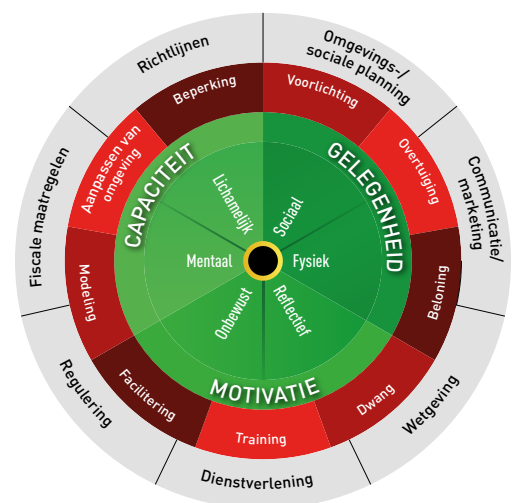 Richtlijnen
Omgevings-/
sociale planning
Communicatie/
marketing
Wetgeving
Dienstverlening
Regulering
Fiscale maatregelen
Beperking
Voorlichting
Overtuiging
Beloning
Dwang
Training
Facilitering
Modeling
Aanpassen van
omgeving
CAPACITEIT
GELEGENHEID
MOTIVATIE
Lichamelijk
Sociaal
Fysiek
Reflectief
Onbewust
Mentaal